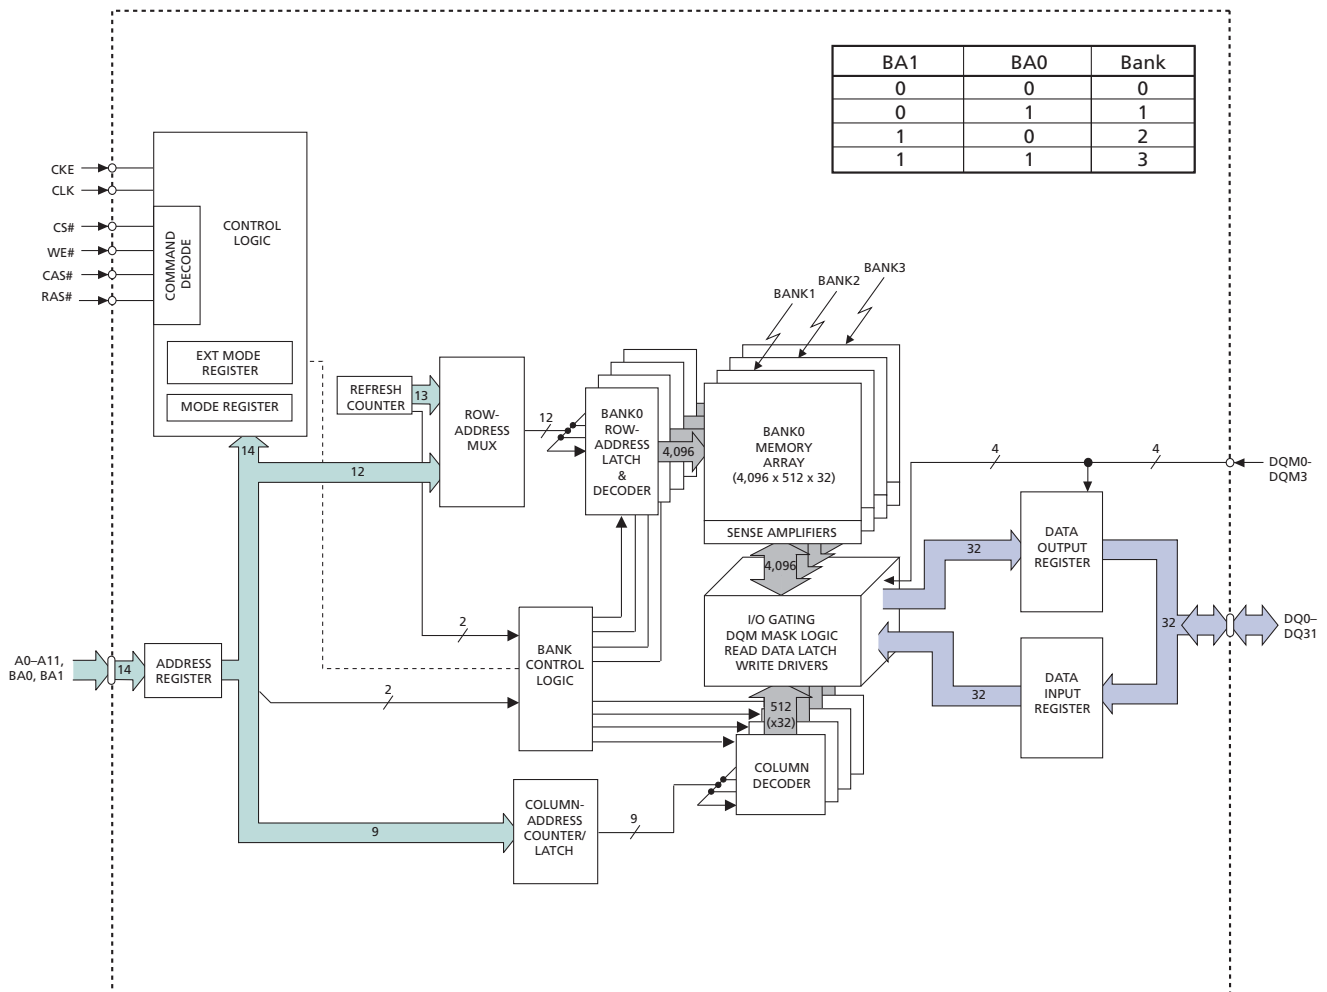 BA1 BA0 Bank
0 0 0
0 1 1
1 0 2
1 1 3
CKE
CLK
CS#
WE#
CAS#
RAS#
COMMAND
DECODE
CONTROL
LOGIC
EXT MODE
REGISTER
MODE REGISTER
BANK3
BANK2
BANK1
REFRESH
COUNTER
13
ROW-
ADDRESS
MUX
12
BANK0
ROW-
ADDRESS
LATCH
&
DECODER
4,096
BANK0
MEMORY
ARRAY
(4,096 x 512 x 32)
SENSE AMPLIFIERS
14
12
4
4
DQM0-
DQM3
4,096
32
DATA
OUTPUT
REGISTER
I/O GATING
DQM MASK LOGIC
READ DATA LATCH
WRITE DRIVERS
32
DQ0–
DQ31
2
BANK
CONTROL
LOGIC
A0–A11,
BA0, BA1
14
ADDRESS
REGISTER
2
32
DATA
INPUT
REGISTER
512
(x32)
COLUMN
DECODER
9
COLUMN-
ADDRESS
COUNTER/
LATCH
9